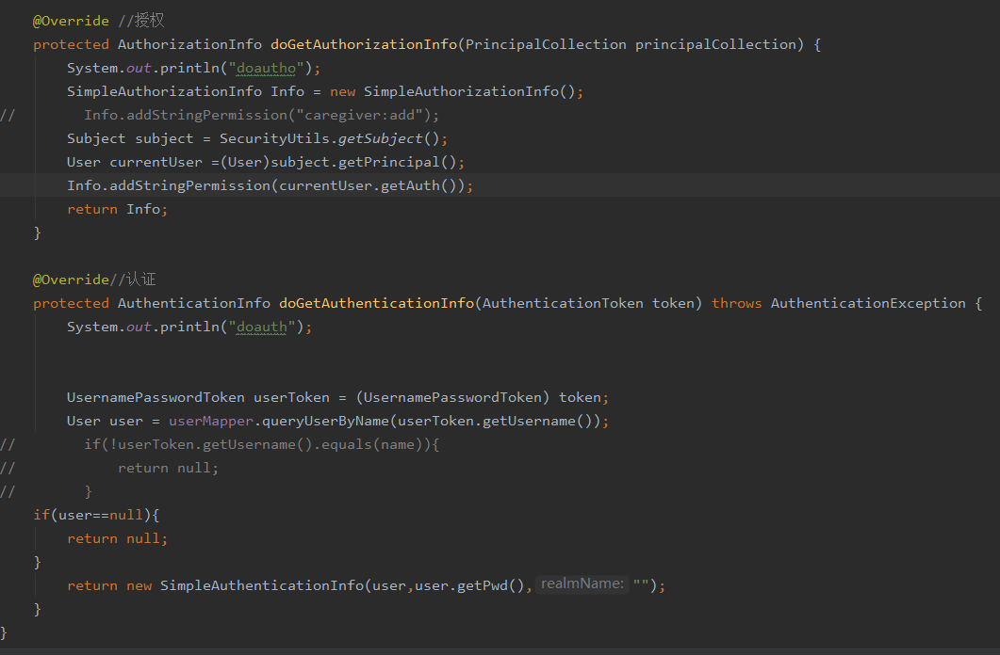 @Override //授权
protected AuthorizationInfo doGetAuthorizationInfo(PrincipalCollection principalCollection) {
System.out.println("doautho");
SimpleAuthorizationInfo Info = new SimpleAuthorizationInfo();
// Info.addStringPermission("caregiver:add");
Subject subject = SecurityUtils.getSubject();
User currentUser =(User)subject.getPrincipal();
Info.addStringPermission(currentUser.getAuth());
return Info;
}
@Override//认证
protected AuthenticationInfo doGetAuthenticationInfo(AuthenticationToken token) throws AuthenticationException {
System.out.println("doauth");
UsernamePasswordToken userToken = (UsernamePasswordToken) token;
User user = userMapper.queryUserByName(userToken.getUsername());
// if(!userToken.getUsername().equals(name)){
// return null;
// }
if(user==null){
return null;
}
return new SimpleAuthenticationInfo(user,user.getPwd(), realmName: "");
}
}